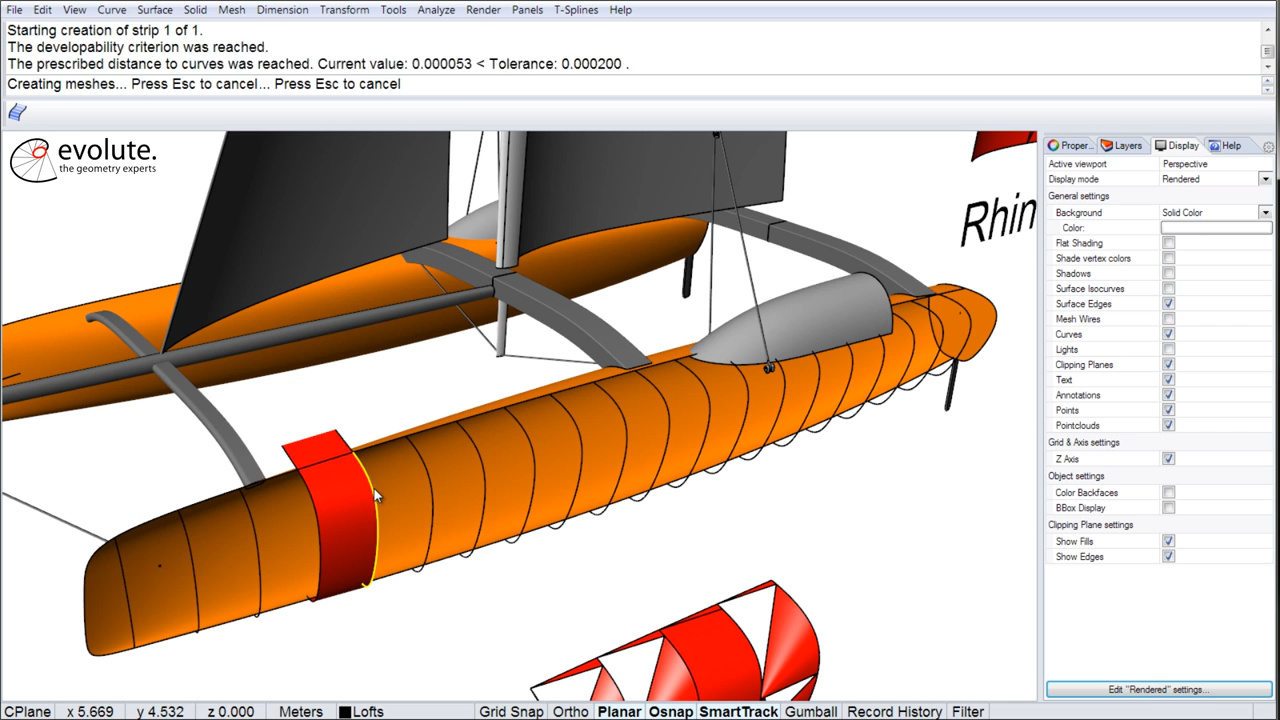 File Edit View Curve Surface Solid Mesh Dimension Transform Tools Analyze Render Panels T-Splines Help
Starting creation of strip 1 of 1.
The developability criterion was reached.
The prescribed distance to curves was reached. Current value: 0.000053 < Tolerance: 0.000200 .
Creating meshes... Press Esc to cancel... Press Esc to cancel
evolute.
the geometry experts
Rhin
Proper... Layers Display Help
Active viewport Perspective
Display mode Rendered
General settings
Background Solid Color
Color:
Flat Shading
Shade vertex colors
Shadows
Surface Isocurves
Surface Edges
Mesh Wires
Curves
Lights
Clipping Planes
Text
Annotations
Points
Pointclouds
Grid & Axis settings
Z Axis
Object settings
Color Backfaces
BBox Display
Clipping Plane settings
Show Fills
Show Edges
Edit "Rendered" settings...
CPlane x 5.669 y 4.532 z 0.000 Meters Lofts Grid Snap Ortho Planar Osnap SmartTrack Gumball Record History Filter